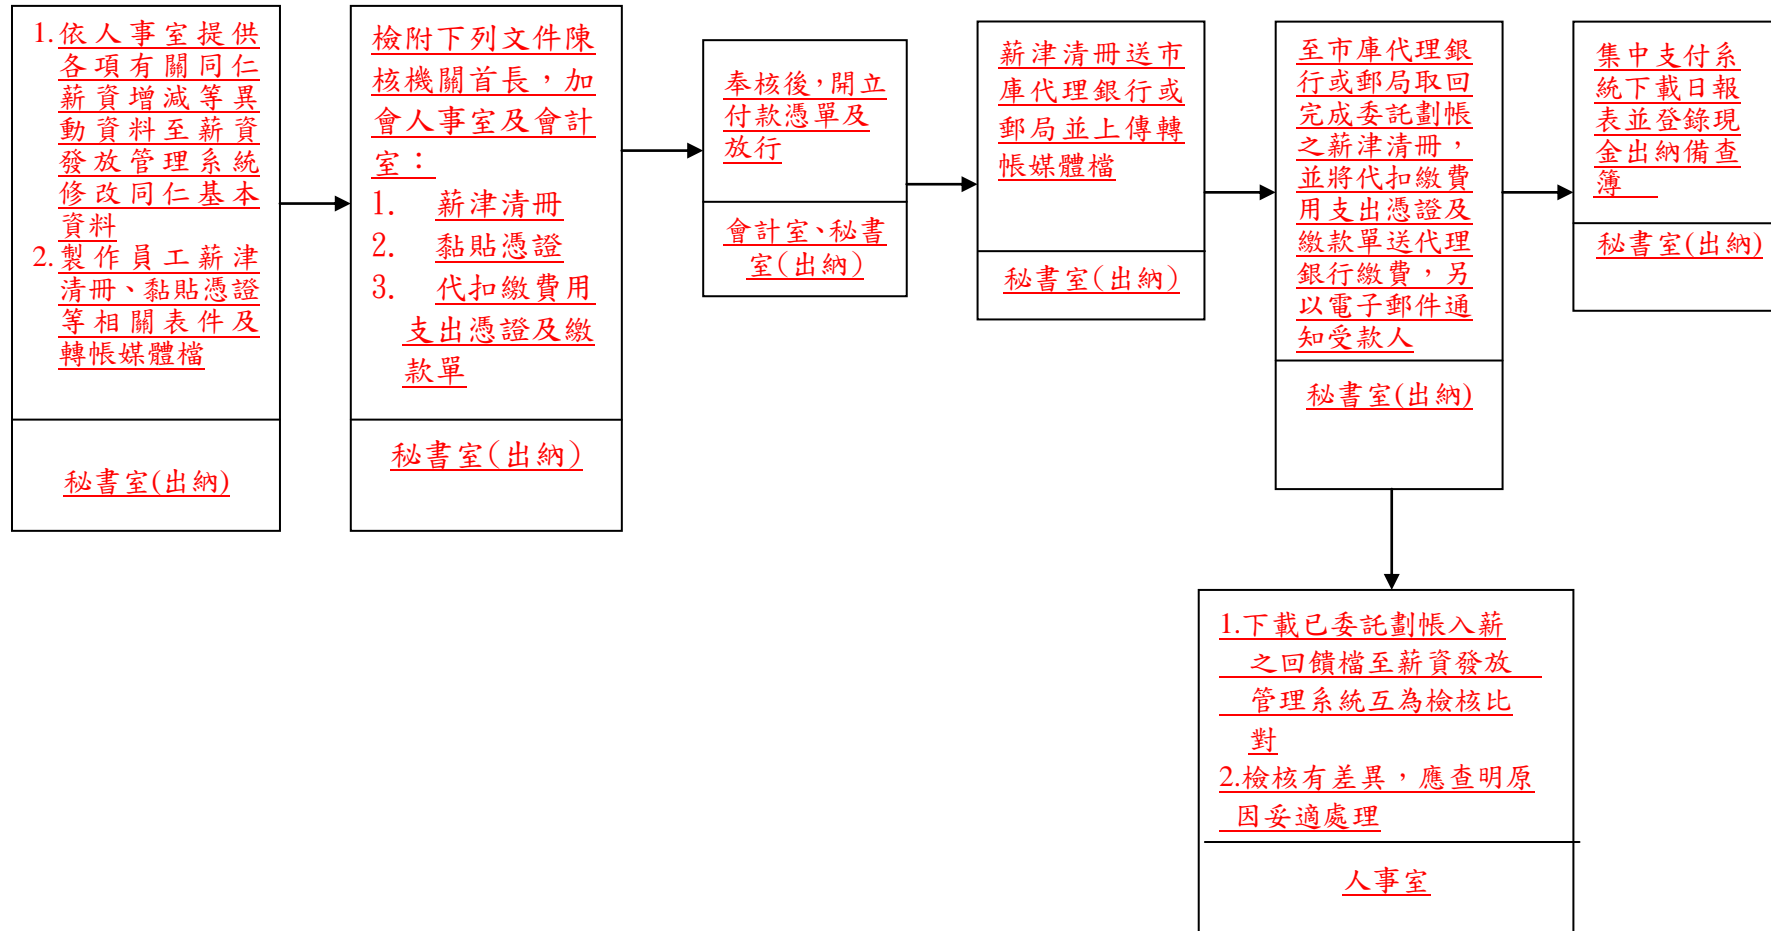 1.依人事室提供
各項有關同仁
薪資增減等異
動資料至薪資
發放管理系統
修改同仁基本
資料
2.製作員工薪津
清冊、黏貼憑證
等相關表件及
轉帳媒體檔
秘書室(出納)
檢附下列文件陳
核機關首長，加
會人事室及會計
室：
1. 薪津清冊
2. 黏貼憑證
3. 代扣繳費用
支出憑證及繳
款單
秘書室(出納)
奉核後，開立
付款憑單及
放行
會計室、秘書
室(出納)
薪津清冊送市
庫代理銀行或
郵局並上傳轉
帳媒體檔
秘書室(出納)
至市庫代理銀
行或郵局取回
完成委託劃帳
之薪津清冊，
並將代扣繳費
用支出憑證及
繳款單送代理
銀行繳費，另
以電子郵件通
知受款人
秘書室(出納)
集中支付系
統下載日報
表並登錄現
金出納備查
簿
秘書室(出納)
1.下載已委託劃帳入薪
之回饋檔至薪資發放
管理系統互為檢核比
對
2.檢核有差異，應查明原
因妥適處理
人事室